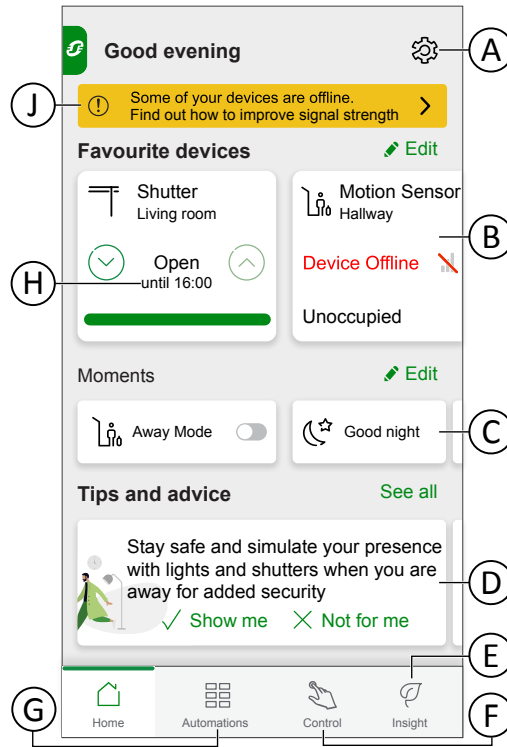 Good evening
A
J
Some of your devices are offline.
Find out how to improve signal strength
Favourite devices
Edit
Shutter
Living room
Open
until 16:00
H
Motion Sensor
Hallway
Device Offline
Unoccupied
B
Moments
Edit
Away Mode
Good night
C
Tips and advice
See all
Stay safe and simulate your presence
with lights and shutters when you are
away for added security
Show me
Not for me
D
E
G
Home
Automations
Control
Insight
F